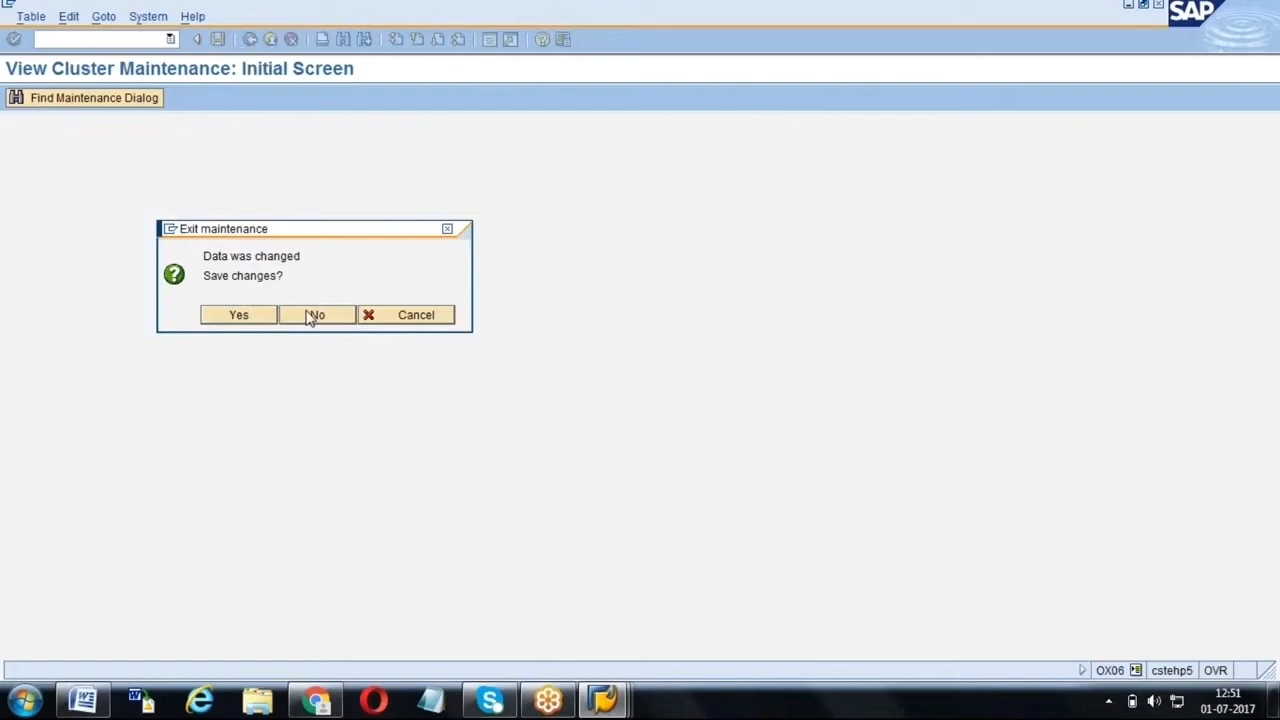 Table Edit Goto System Help
SAP
View Cluster Maintenance: Initial Screen
Find Maintenance Dialog
Exit maintenance
Data was changed
Save changes?
Yes No Cancel
OX06 cstehp5 OVR
12:51
01-07-2017